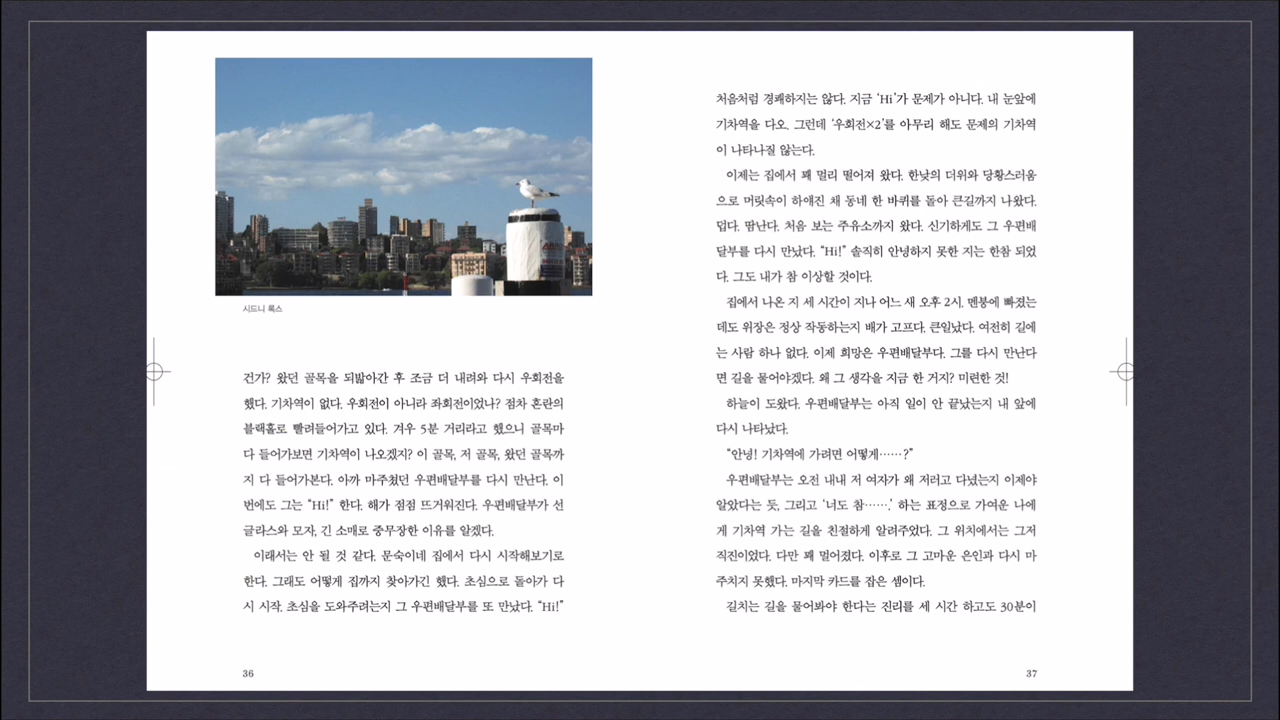 시드니 록스
건가? 왔던 골목을 되밟아간 후 조금 더 내려와 다시 우회전을
했다. 기차역이 없다. 우회전이 아니라 좌회전이었나? 점차 혼란의
블랙홀로 빨려들어가고 있다. 겨우 5분 거리라고 했으니 골목마
다 들어가보면 기차역이 나오겠지? 이 골목, 저 골목, 왔던 골목까
지 다 들어가본다. 아까 마주쳤던 우편배달부를 다시 만난다. 이
번에도 그는 “Hi!” 한다. 해가 점점 뜨거워진다. 우편배달부가 선
글라스와 모자, 긴 소매로 중무장한 이유를 알겠다.
이래서는 안 될 것 같다. 문숙이네 집에서 다시 시작해보기로
한다. 그래도 어떻게 집까지 찾아가긴 했다. 초심으로 돌아가 다
시 시작. 초심을 도와주려는지 그 우편배달부를 또 만났다. “Hi!”
36
처음처럼 경쾌하지는 않다. 지금 ‘Hi’가 문제가 아니다. 내 눈앞에
기차역을 다오. 그런데 ‘우회전×2’를 아무리 해도 문제의 기차역
이 나타나질 않는다.
이제는 집에서 꽤 멀리 떨어져 왔다. 한낮의 더위와 당황스러움
으로 머릿속이 하얘진 채 동네 한 바퀴를 돌아 큰길까지 나왔다.
덥다. 땀난다. 처음 보는 주유소까지 왔다. 신기하게도 그 우편배
달부를 다시 만났다. “Hi!” 솔직히 안녕하지 못한 지는 한참 되었
다. 그도 내가 참 이상할 것이다.
집에서 나온 지 세 시간이 지나 어느 새 오후 2시. 멘붕에 빠졌는
데도 위장은 정상 작동하는지 배가 고프다. 큰일났다. 여전히 길에
는 사람 하나 없다. 이제 희망은 우편배달부다. 그를 다시 만난다
면 길을 물어야겠다. 왜 그 생각을 지금 한 거지? 미련한 것!
하늘이 도왔다. 우편배달부는 아직 일이 안 끝났는지 내 앞에
다시 나타났다.
“안녕! 기차역에 가려면 어떻게……?”
우편배달부는 오전 내내 저 여자가 왜 저러고 다녔는지 이제야
알았다는 듯, 그리고 ‘너도 참…….’ 하는 표정으로 가여운 나에
게 기차역 가는 길을 친절하게 알려주었다. 그 위치에서는 그저
직진이었다. 다만 꽤 멀어졌다. 이후로 그 고마운 은인과 다시 마
주치지 못했다. 마지막 카드를 잡은 셈이다.
길치는 길을 물어봐야 한다는 진리를 세 시간 하고도 30분이
37